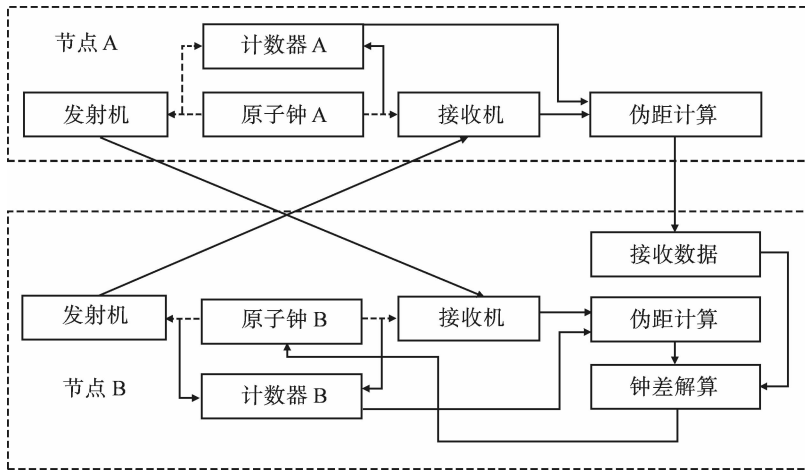 节点 A
计数器 A
发射机
原子钟 A
接收机
伪距计算
接收数据
发射机
原子钟 B
接收机
伪距计算
节点 B
计数器 B
钟差解算